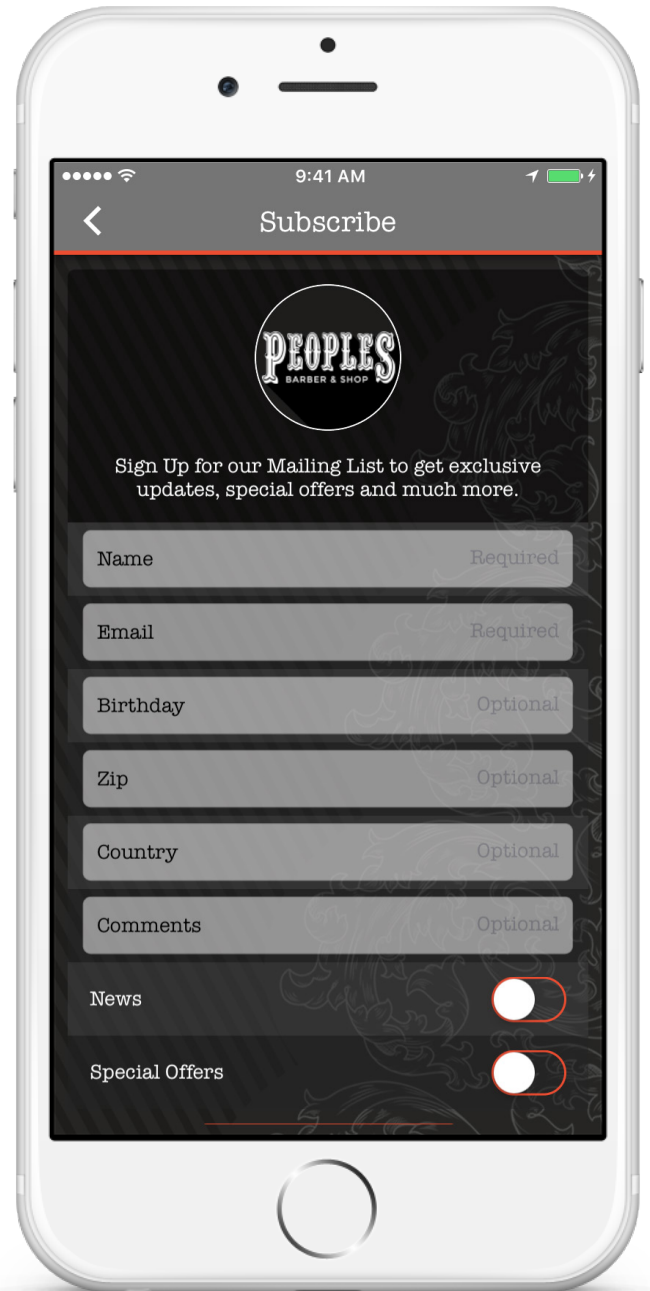 9:41 AM
Subscribe
PEOPLES
BARBER & SHOP
Sign Up for our Mailing List to get exclusive
updates, special offers and much more.
Name Required
Email Required
Birthday Optional
Zip Optional
Country Optional
Comments Optional
News
Special Offers